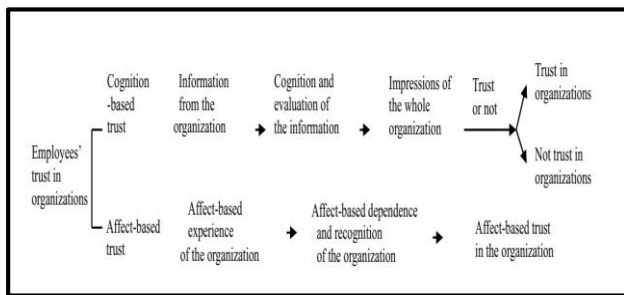 Cognition
-based
trust
Information
from the
organization
Cognition and
evaluation of
the information
Impressions of
the whole
organization
Trust
or not
Trust in
organizations
Not trust in
organizations
Employees'
trust in
organizations
Affect-based
trust
Affect-based
experience
of the organization
Affect-based dependence
and recognition
of the organization
Affect-based trust
in the organization